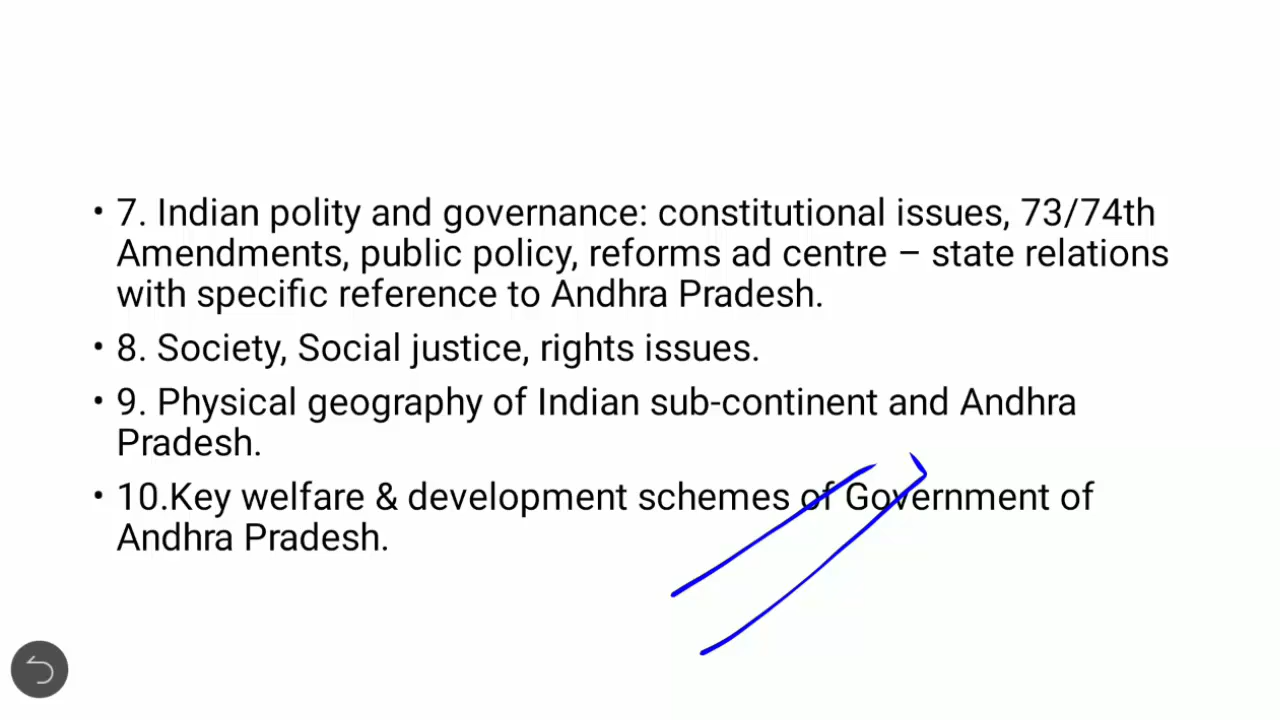 • 7. Indian polity and governance: constitutional issues, 73/74th
Amendments, public policy, reforms ad centre – state relations
with specific reference to Andhra Pradesh.
• 8. Society, Social justice, rights issues.
• 9. Physical geography of Indian sub-continent and Andhra
Pradesh.
• 10.Key welfare & development schemes of Government of
Andhra Pradesh.